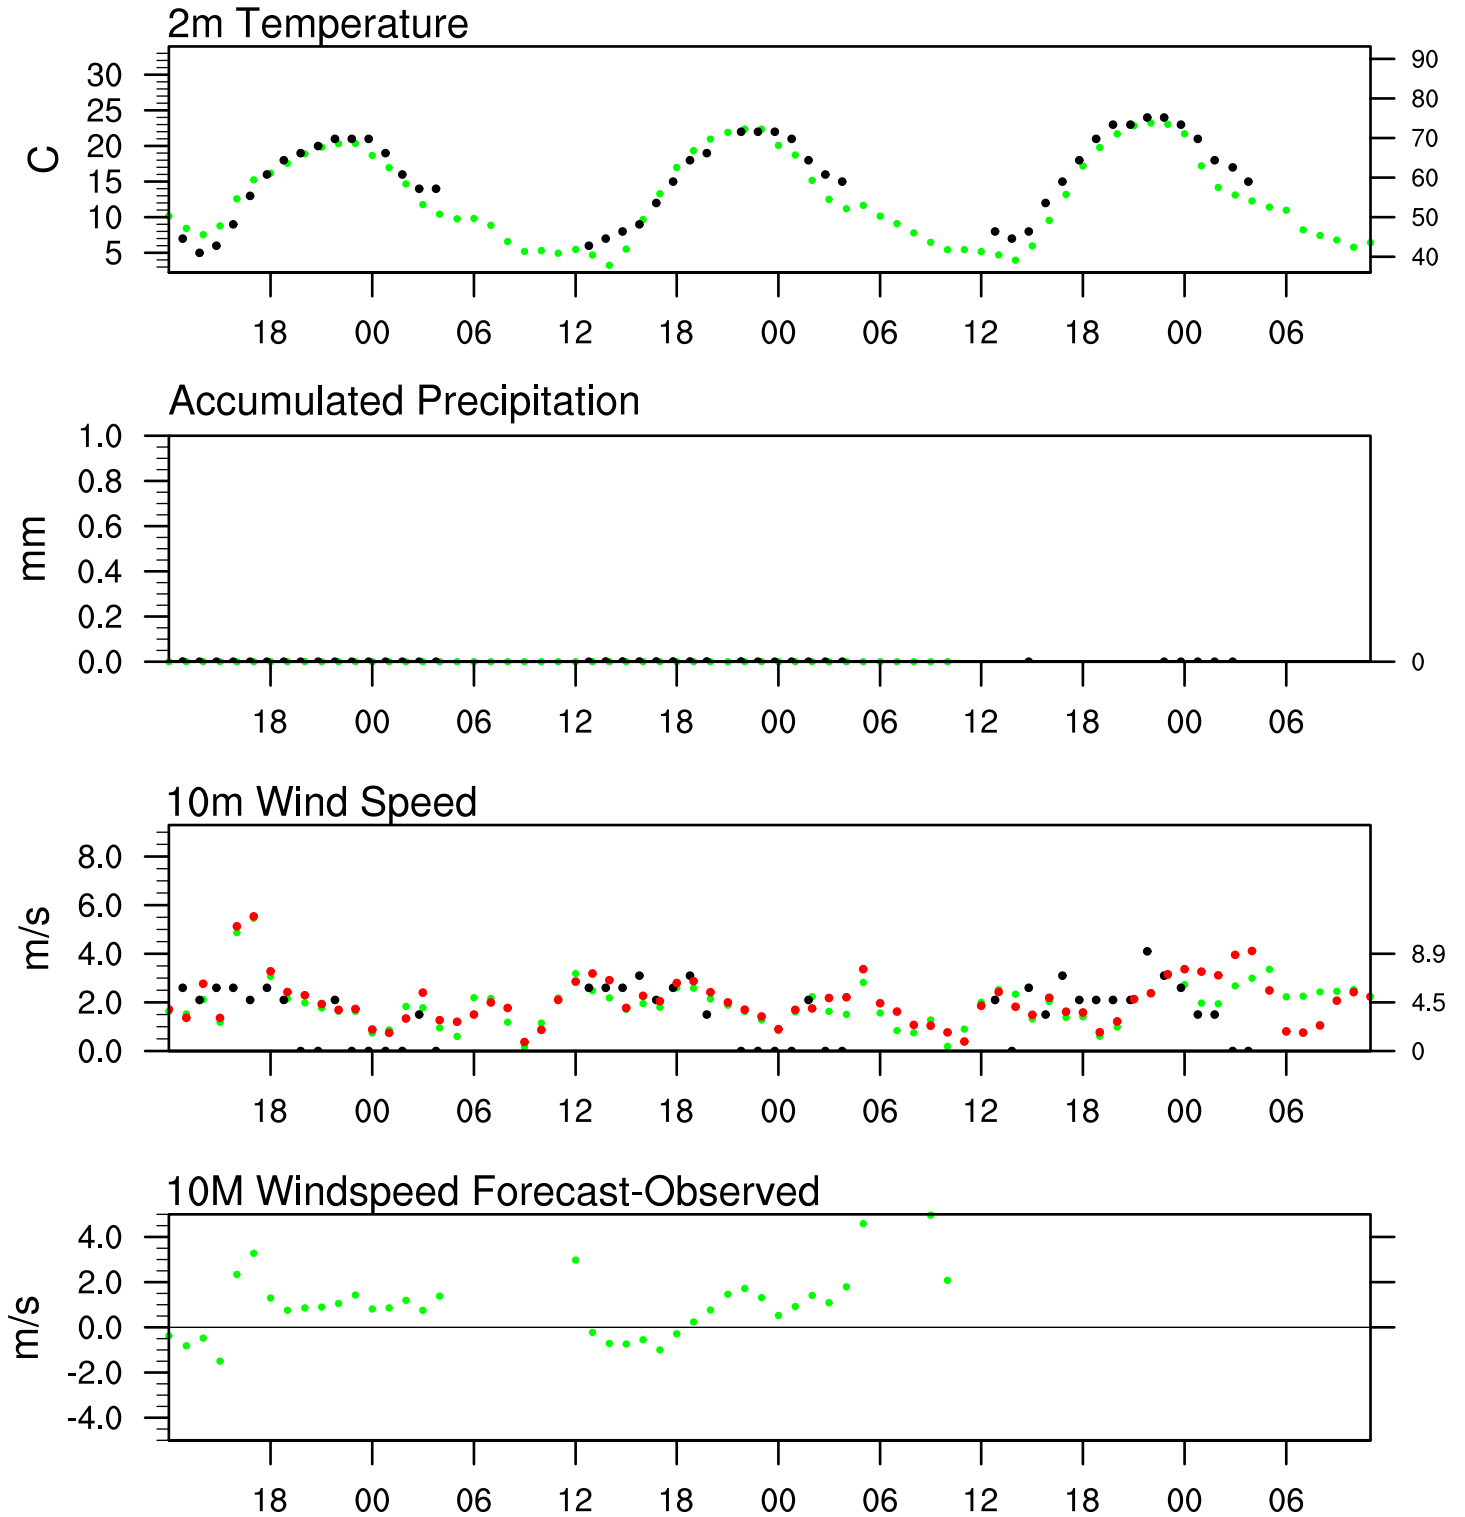 2m Temperature
30 90
25 80
20 70
15 60
10 50
5 40
C
18 00 06 12 18 00 06 12 18 00 06
Accumulated Precipitation
1.0
0.8
0.6
0.4
0.2
0.0 0
mm
18 00 06 12 18 00 06 12 18 00 06
10m Wind Speed
8.0
6.0
4.0 8.9
2.0 4.5
0.0 0
m/s
18 00 06 12 18 00 06 12 18 00 06
10M Windspeed Forecast-Observed
4.0
2.0
0.0
-2.0
-4.0
m/s
18 00 06 12 18 00 06 12 18 00 06